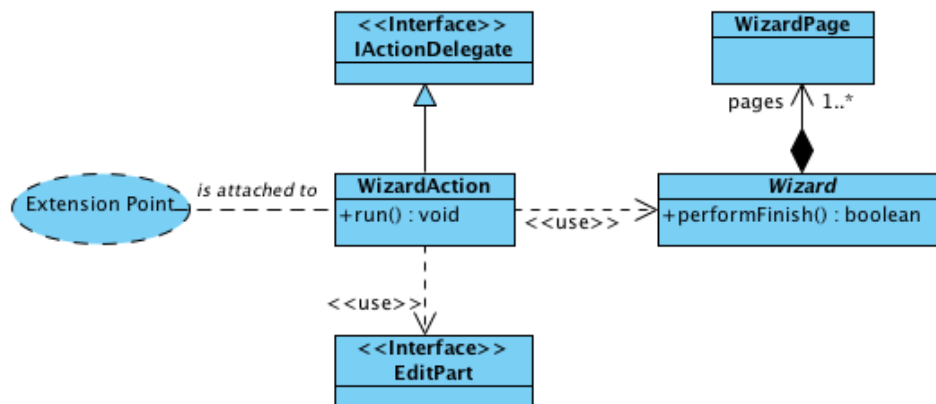 <<Interface>>
IActionDelegate
WizardPage
pages 1..*
Extension Point
is attached to
WizardAction
+run() : void
<<use>>
Wizard
+performFinish() : boolean
<<use>>
<<Interface>>
EditPart